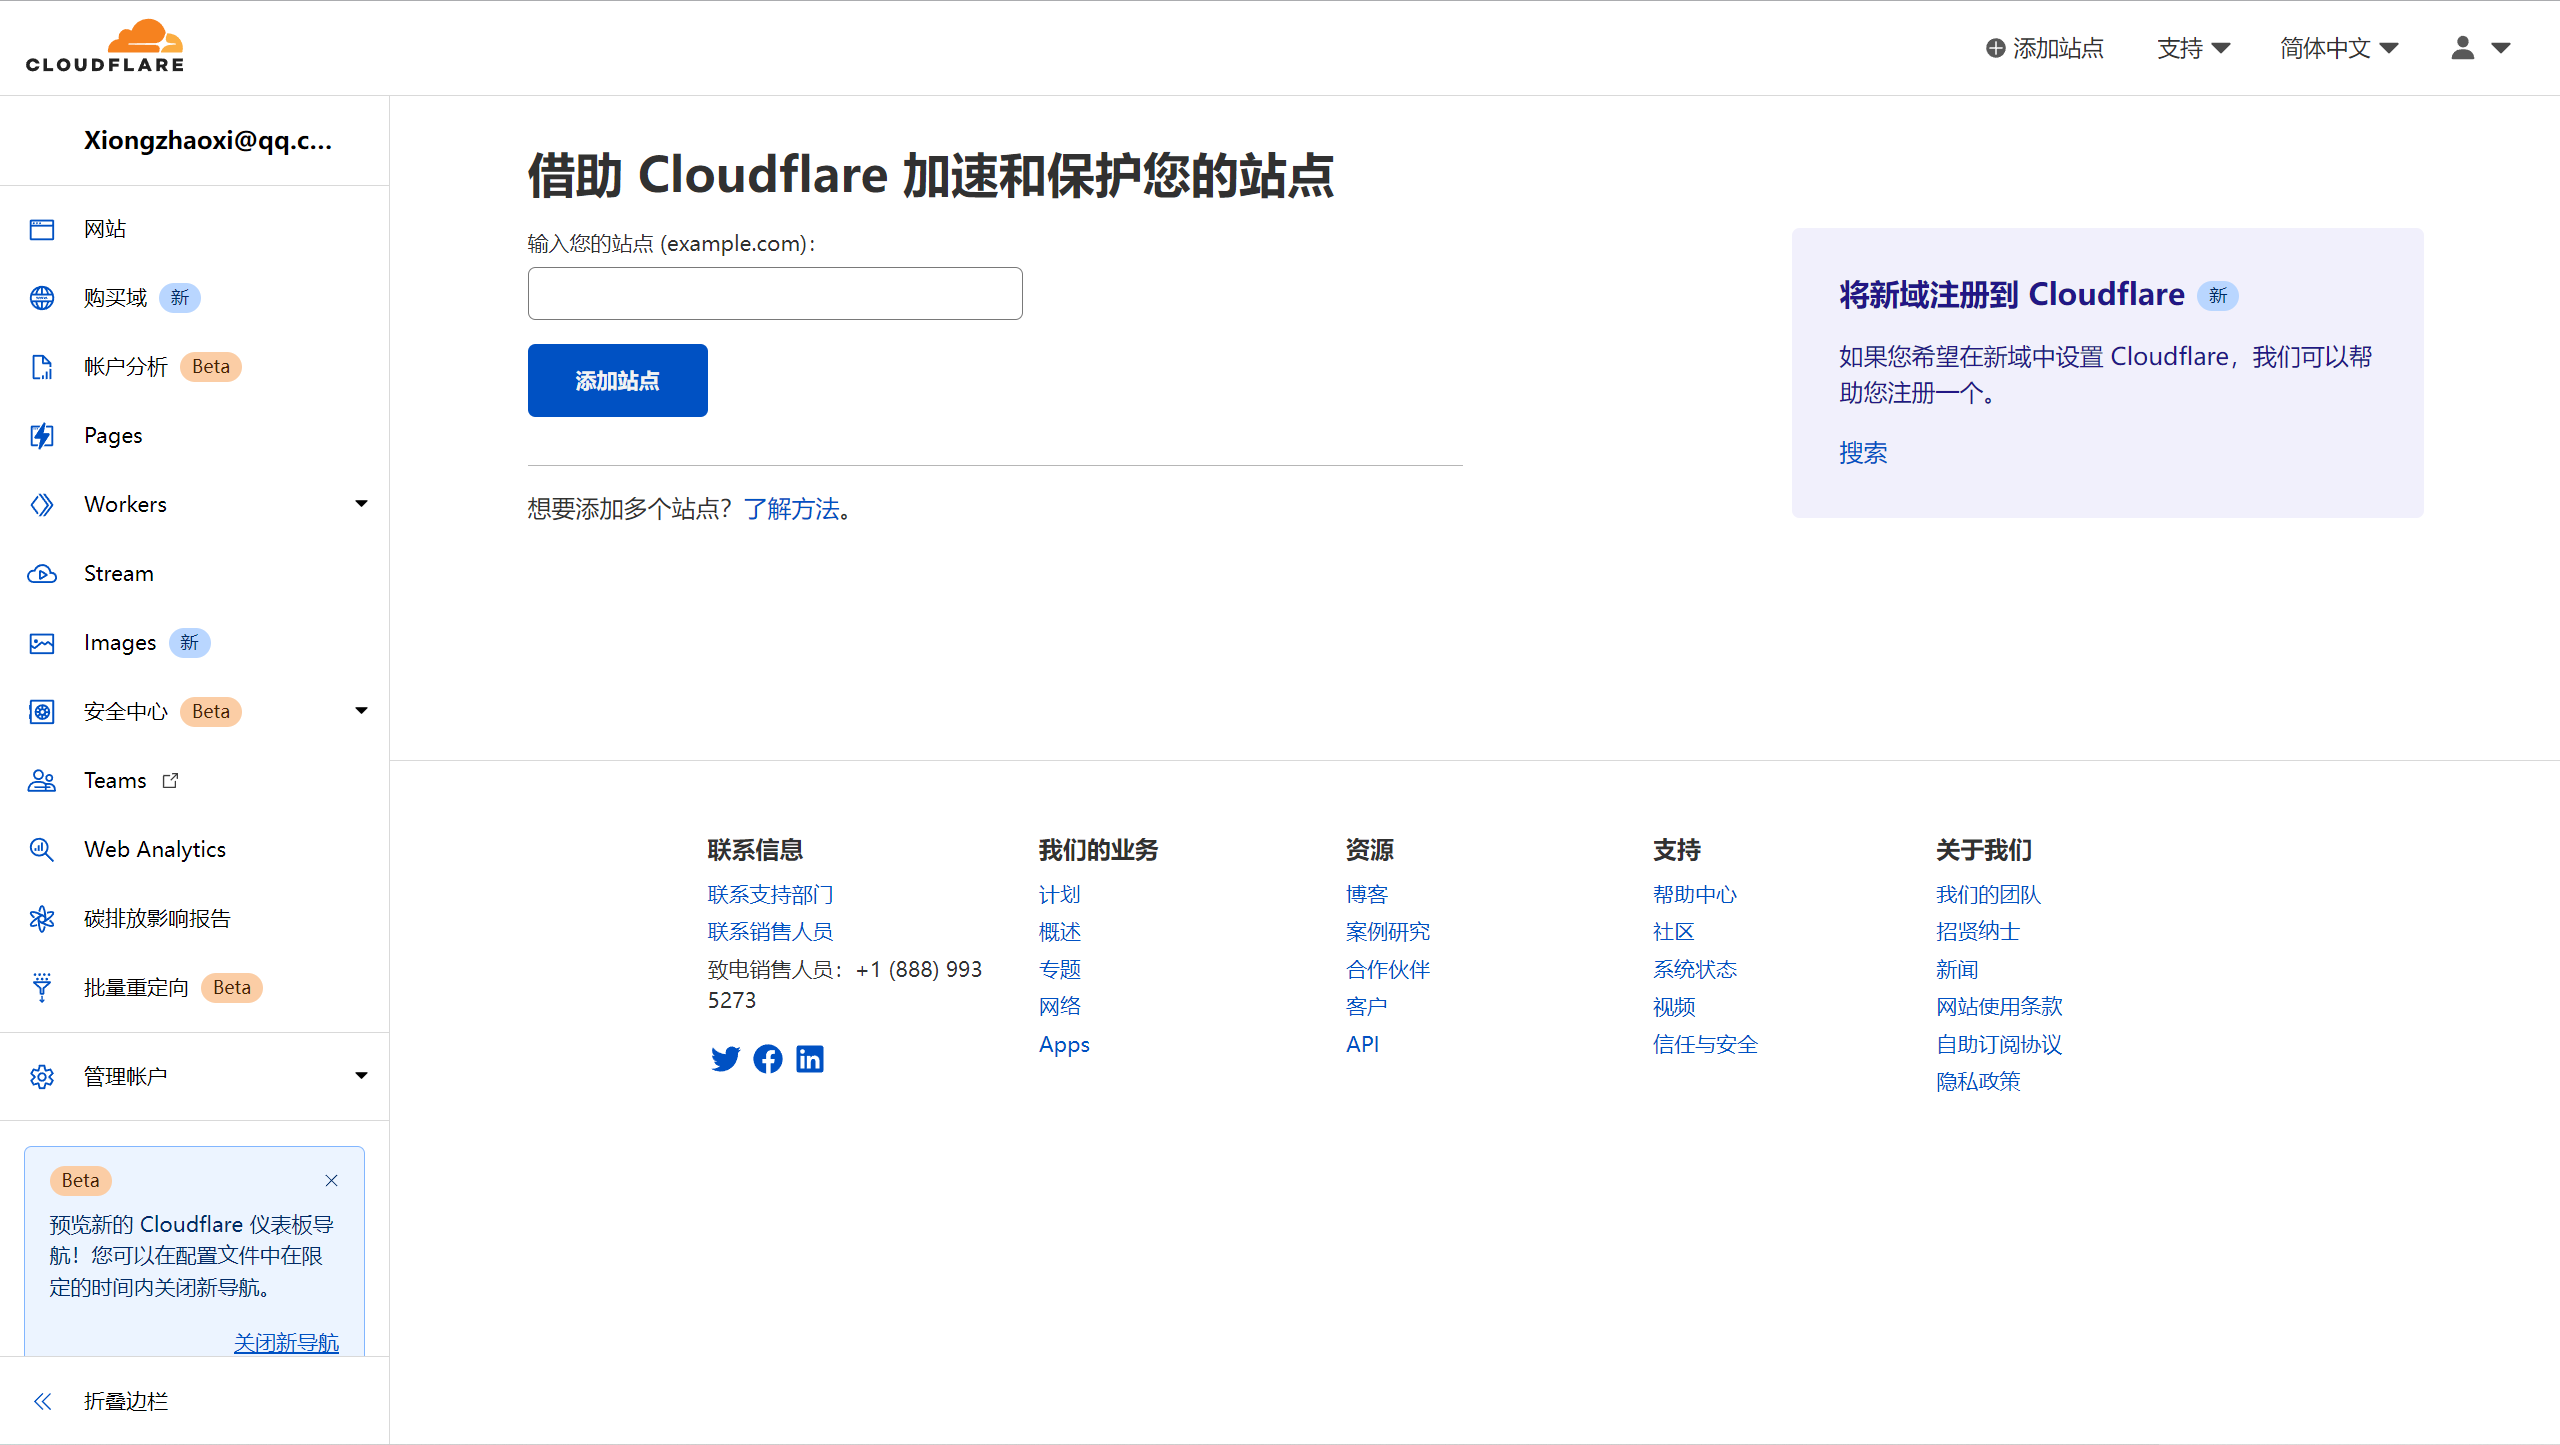 CLOUDFLARE
添加站点
支持
简体中文
Xiongzhaoxi@qq.c...
网站
购买域 新
帐户分析 Beta
Pages
Workers
Stream
Images 新
安全中心 Beta
Teams
Web Analytics
碳排放影响报告
批量重定向 Beta
管理帐户
Beta
预览新的 Cloudflare 仪表板导
航！您可以在配置文件中在限
定的时间内关闭新导航。
关闭新导航
折叠边栏
借助 Cloudflare 加速和保护您的站点
输入您的站点 (example.com)：
添加站点
想要添加多个站点？了解方法。
将新域注册到 Cloudflare 新
如果您希望在新域中设置 Cloudflare，我们可以帮
助您注册一个。
搜索
联系信息
联系支持部门
联系销售人员
致电销售人员：+1 (888) 993
5273
我们的业务
计划
概述
专题
网络
Apps
资源
博客
案例研究
合作伙伴
客户
API
支持
帮助中心
社区
系统状态
视频
信任与安全
关于我们
我们的团队
招贤纳士
新闻
网站使用条款
自助订阅协议
隐私政策